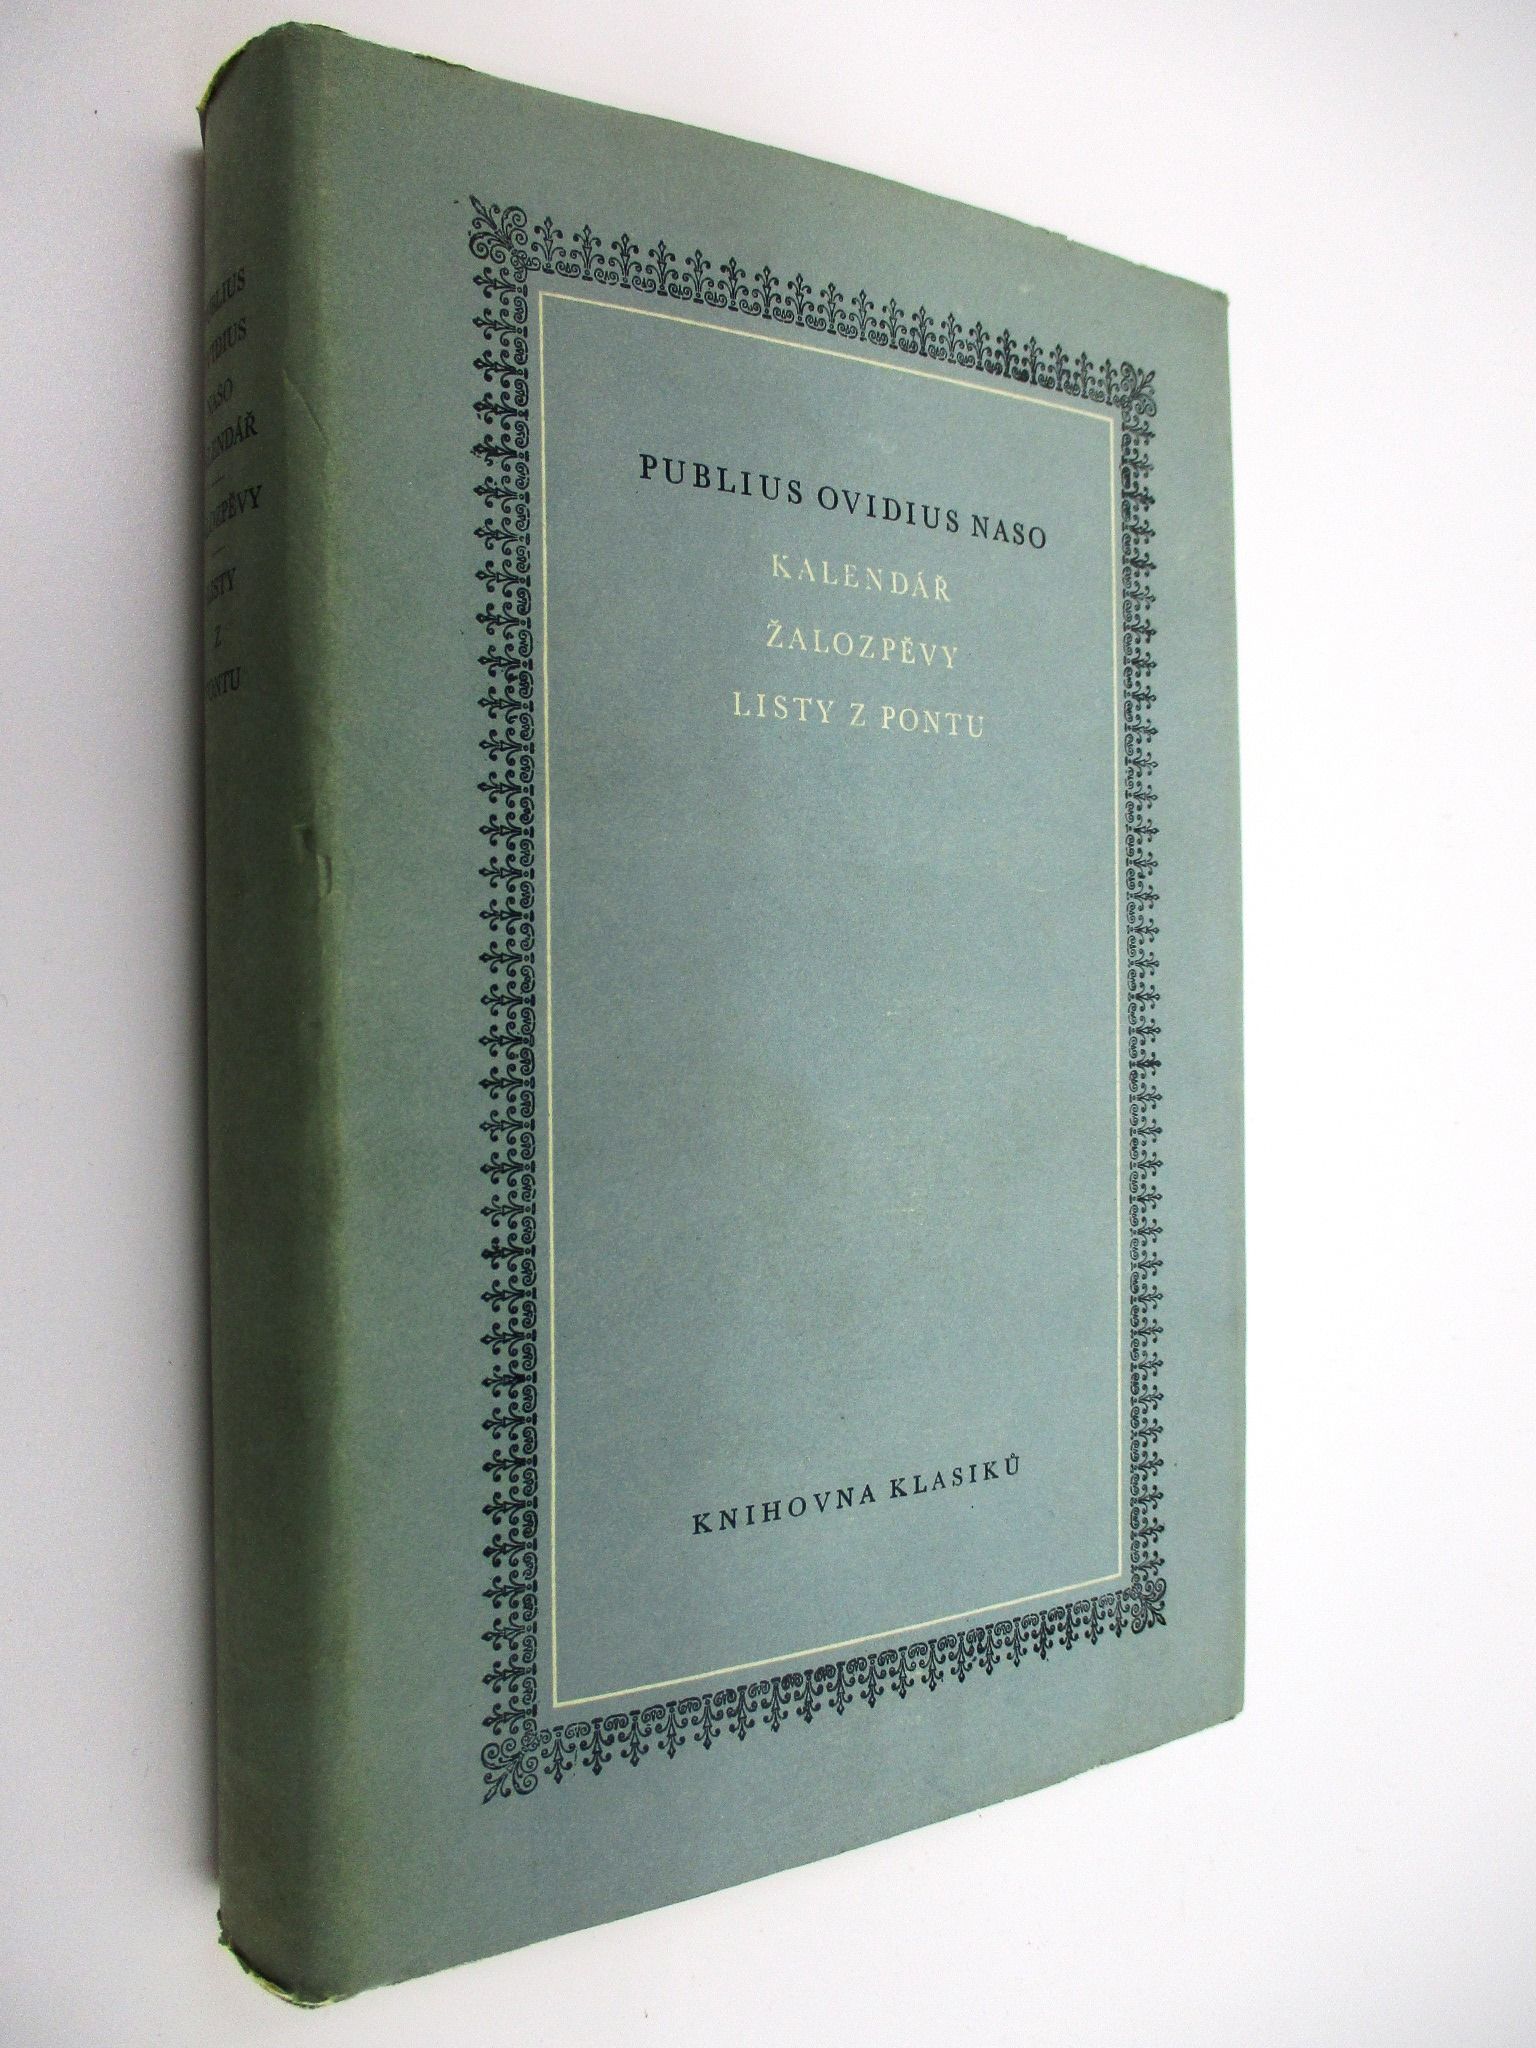 PUBLIUS OVIDIUS NASO
KALENDÁŘ
ŽALOZPĚVY
LISTY Z PONTU
KNIHOVNA KLASIKŮ
NASO
Z